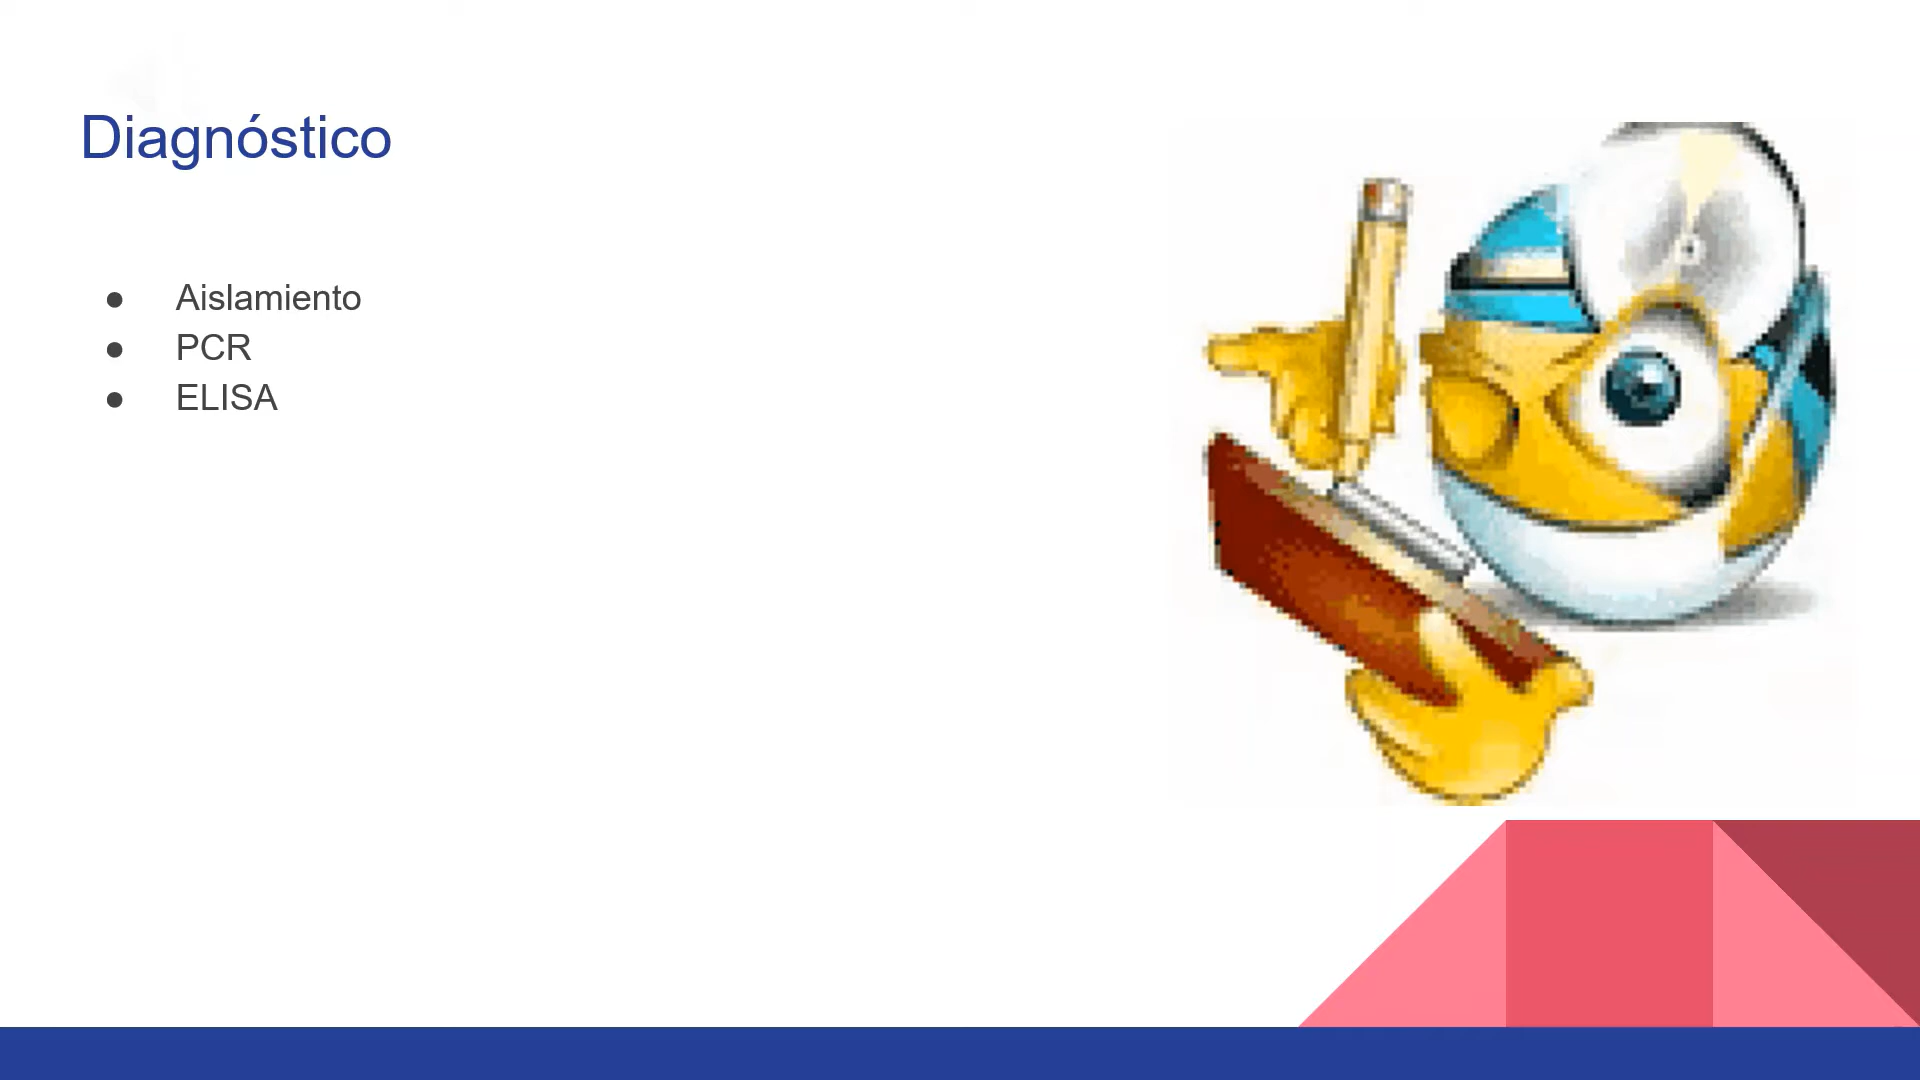 Diagnóstico
● Aislamiento
● PCR
● ELISA